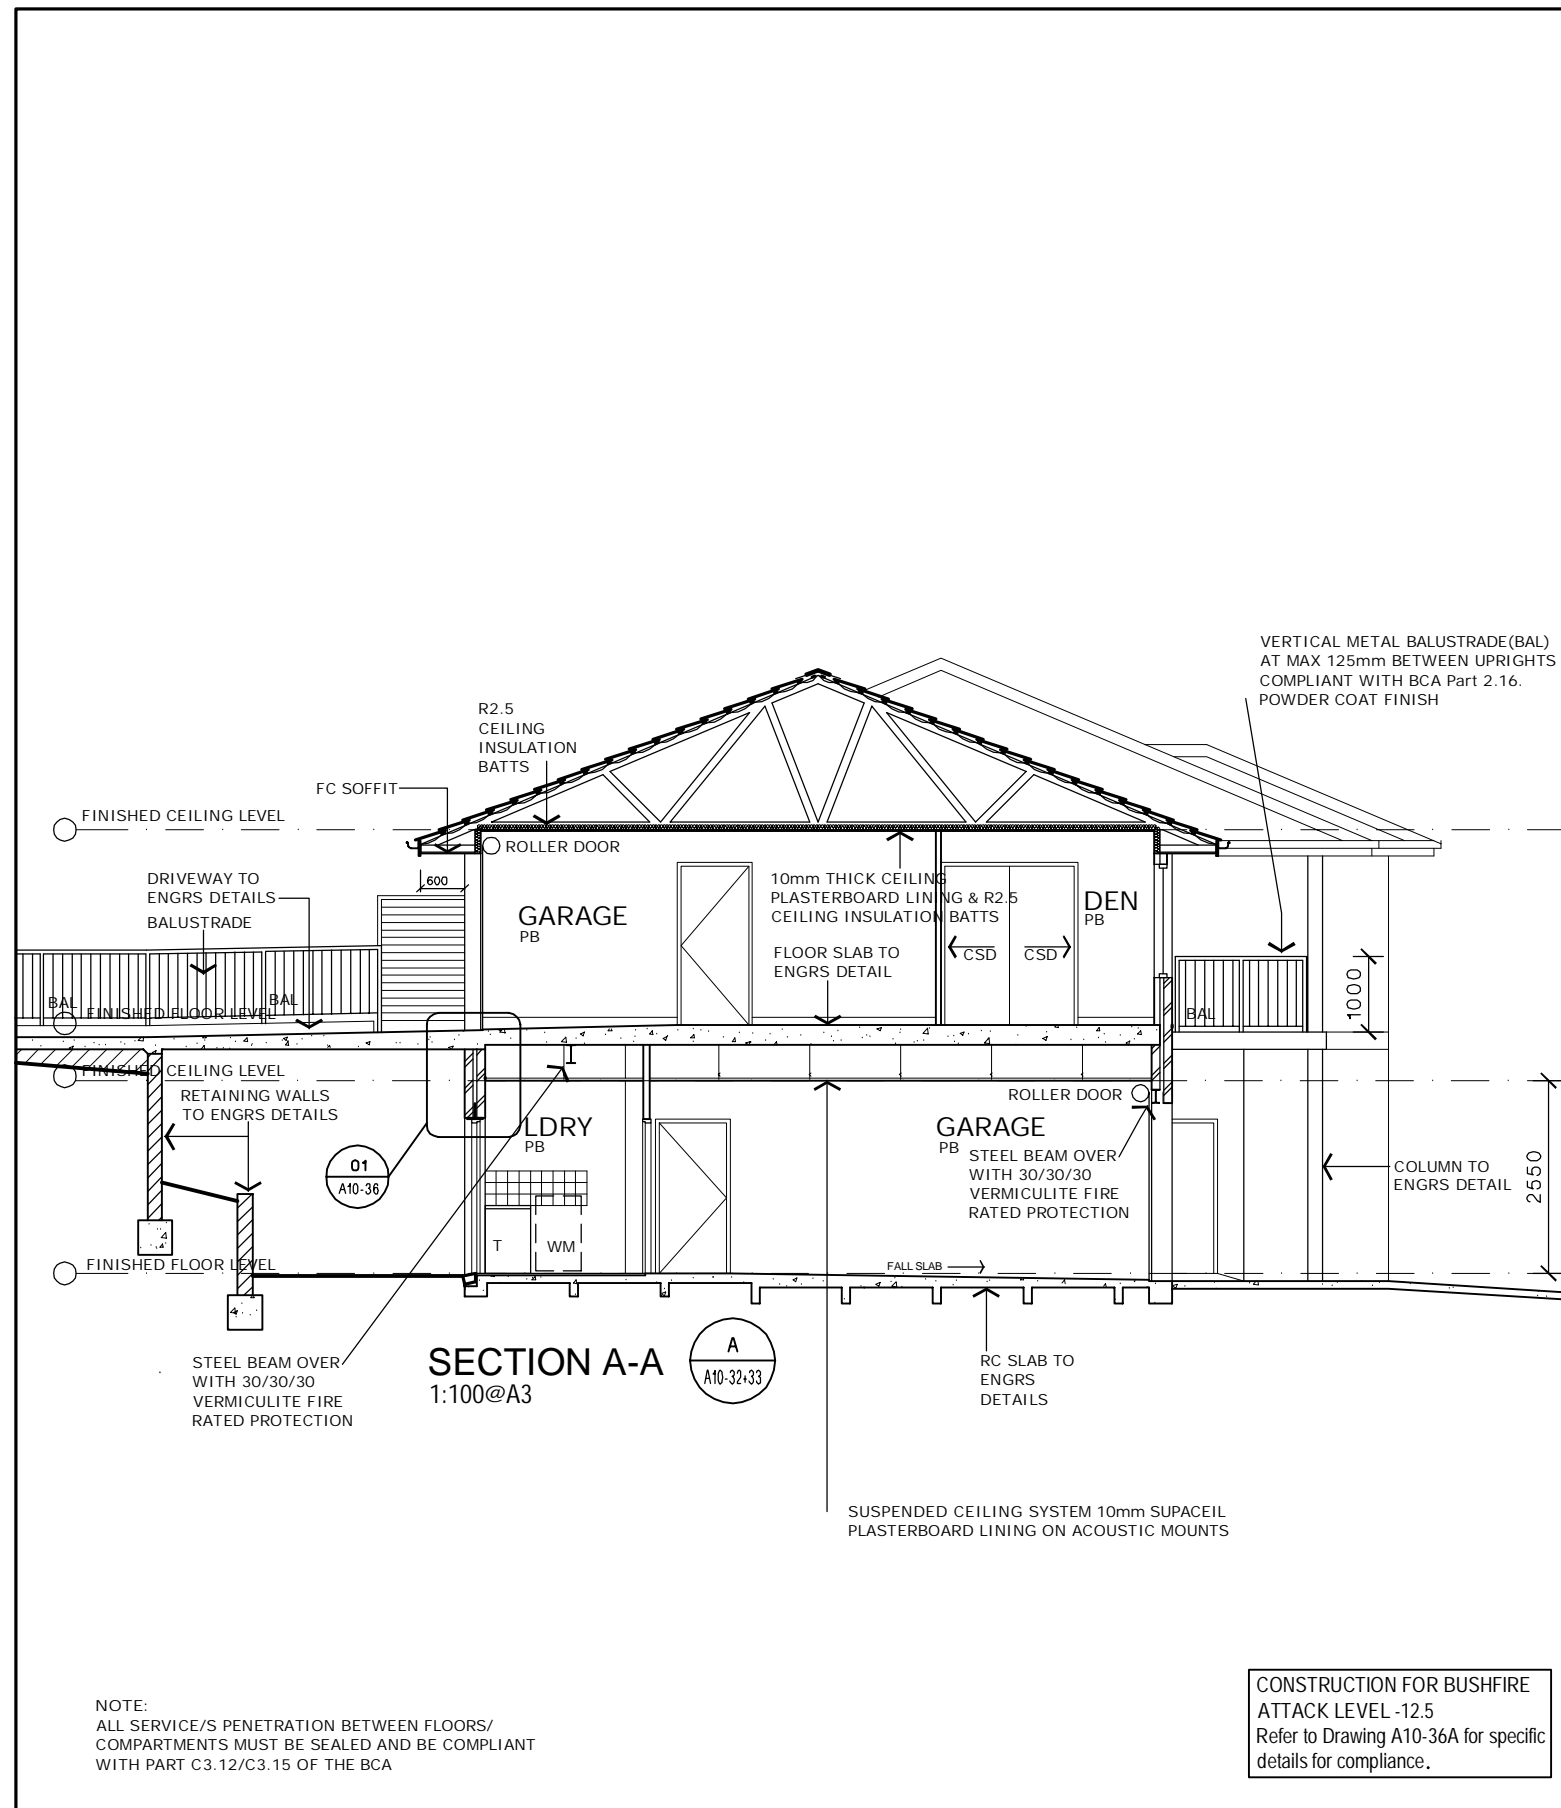 VERTICAL METAL BALUSTRADE(BAL)
AT MAX 125mm BETWEEN UPRIGHTS
COMPLIANT WITH BCA Part 2.16.
POWDER COAT FINISH
R2.5
CEILING
INSULATION
BATTS
FC SOFFIT
FINISHED CEILING LEVEL
ROLLER DOOR
600
DRIVEWAY TO
ENGRS DETAILS
BALUSTRADE
GARAGE
PB
10mm THICK CEILING
PLASTERBOARD LINING & R2.5
CEILING INSULATION BATTS
DEN
PB
FLOOR SLAB TO
ENGRS DETAIL
CSD
CSD
1000
BAL
BAL
BAL
FINISHED FLOOR LEVEL
FINISHED CEILING LEVEL
RETAINING WALLS
TO ENGRS DETAILS
ROLLER DOOR
LDRY
PB
GARAGE
PB
STEEL BEAM OVER
WITH 30/30/30
VERMICULITE FIRE
RATED PROTECTION
COLUMN TO
ENGRS DETAIL
2550
01
A10-36
T
WM
FINISHED FLOOR LEVEL
FALL SLAB
STEEL BEAM OVER
WITH 30/30/30
VERMICULITE FIRE
RATED PROTECTION
SECTION A-A
1:100@A3
A
A10-32+33
RC SLAB TO
ENGRS
DETAILS
SUSPENDED CEILING SYSTEM 10mm SUPACEIL
PLASTERBOARD LINING ON ACOUSTIC MOUNTS
NOTE:
ALL SERVICE/S PENETRATION BETWEEN FLOORS/
COMPARTMENTS MUST BE SEALED AND BE COMPLIANT
WITH PART C3.12/C3.15 OF THE BCA
CONSTRUCTION FOR BUSHFIRE
ATTACK LEVEL -12.5
Refer to Drawing A10-36A for specific
details for compliance.